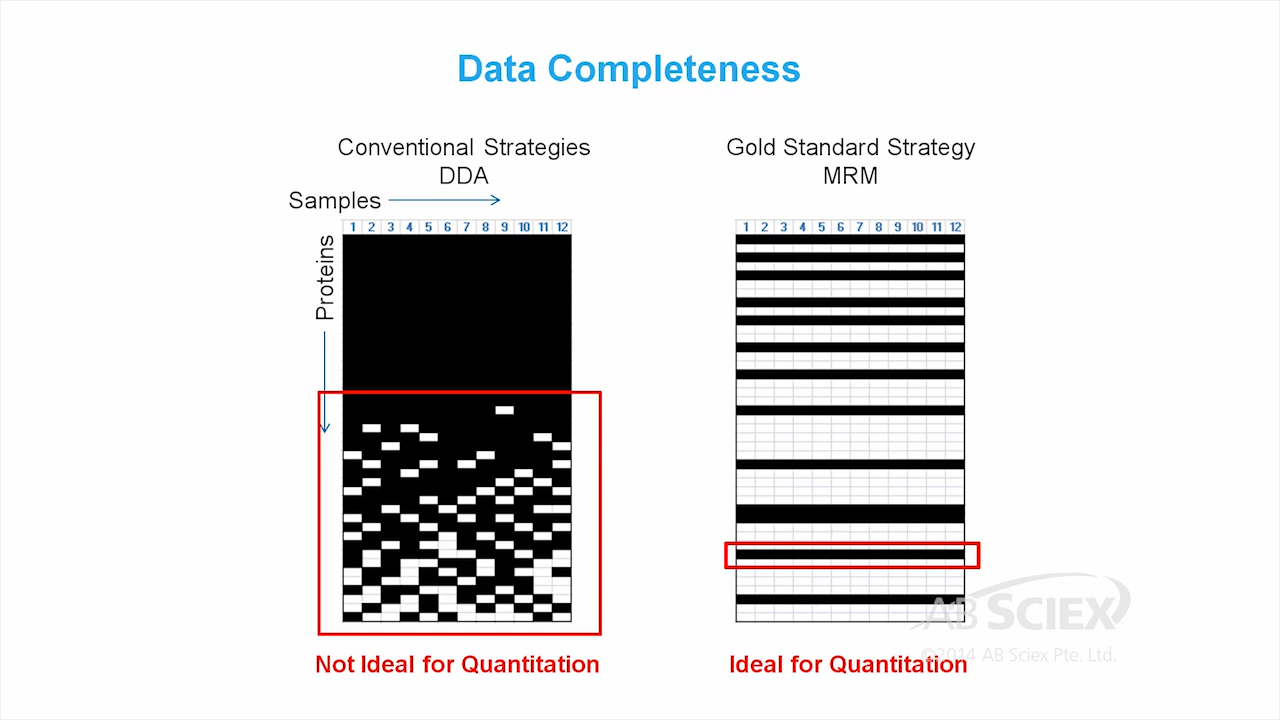 Data Completeness
Conventional Strategies
DDA
Samples
1 2 3 4 5 6 7 8 9 10 11 12
Proteins
Not Ideal for Quantitation
Gold Standard Strategy
MRM
1 2 3 4 5 6 7 8 9 10 11 12
Ideal for Quantitation
AB SCIEX
©2014 AB Sciex Pte. Ltd.